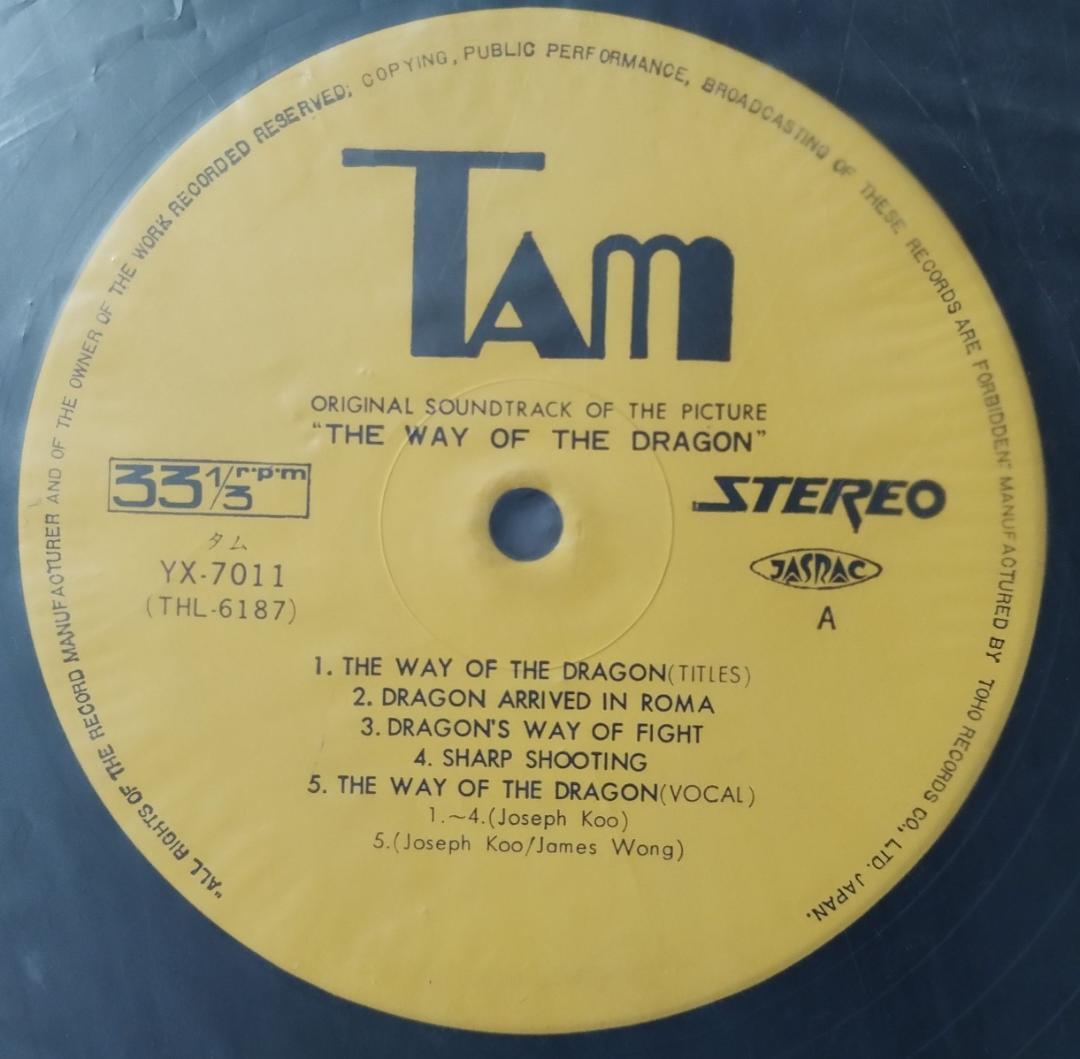 "ALL RIGHTS OF THE RECORD MANUFACTURER AND OF THE OWNER OF THE WORK RECORDED RESERVED; COPYING, PUBLIC PERFORMANCE, BROADCASTING OF THESE RECORDS ARE FORBIDDEN." MANUFACTURED BY TOHO RECORDS CO., LTD. JAPAN.
TAM
ORIGINAL SOUNDTRACK OF THE PICTURE
"THE WAY OF THE DRAGON"
33 1/3 r·p·m
STEREO
タム
YX-7011
(THL-6187)
JASRAC
A
1. THE WAY OF THE DRAGON(TITLES)
2. DRAGON ARRIVED IN ROMA
3. DRAGON'S WAY OF FIGHT
4. SHARP SHOOTING
5. THE WAY OF THE DRAGON(VOCAL)
1.~4.(Joseph Koo)
5.(Joseph Koo/James Wong)